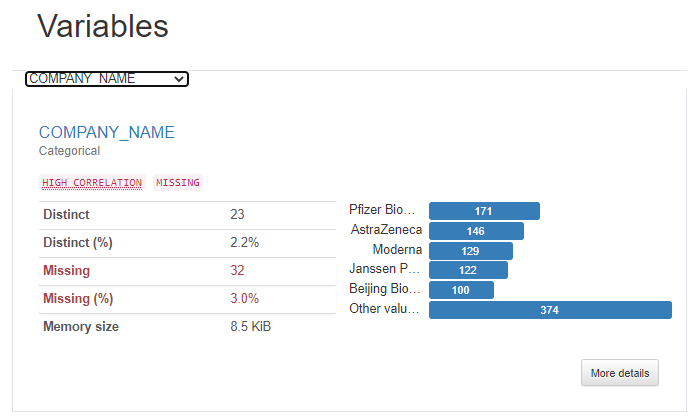 Variables
COMPANY_NAME
COMPANY_NAME
Categorical
HIGH CORRELATION MISSING
Distinct 23
Distinct (%) 2.2%
Missing 32
Missing (%) 3.0%
Memory size 8.5 KiB
Pfizer Bio… 171
AstraZeneca 146
Moderna 129
Janssen P… 122
Beijing Bio… 100
Other valu… 374
More details